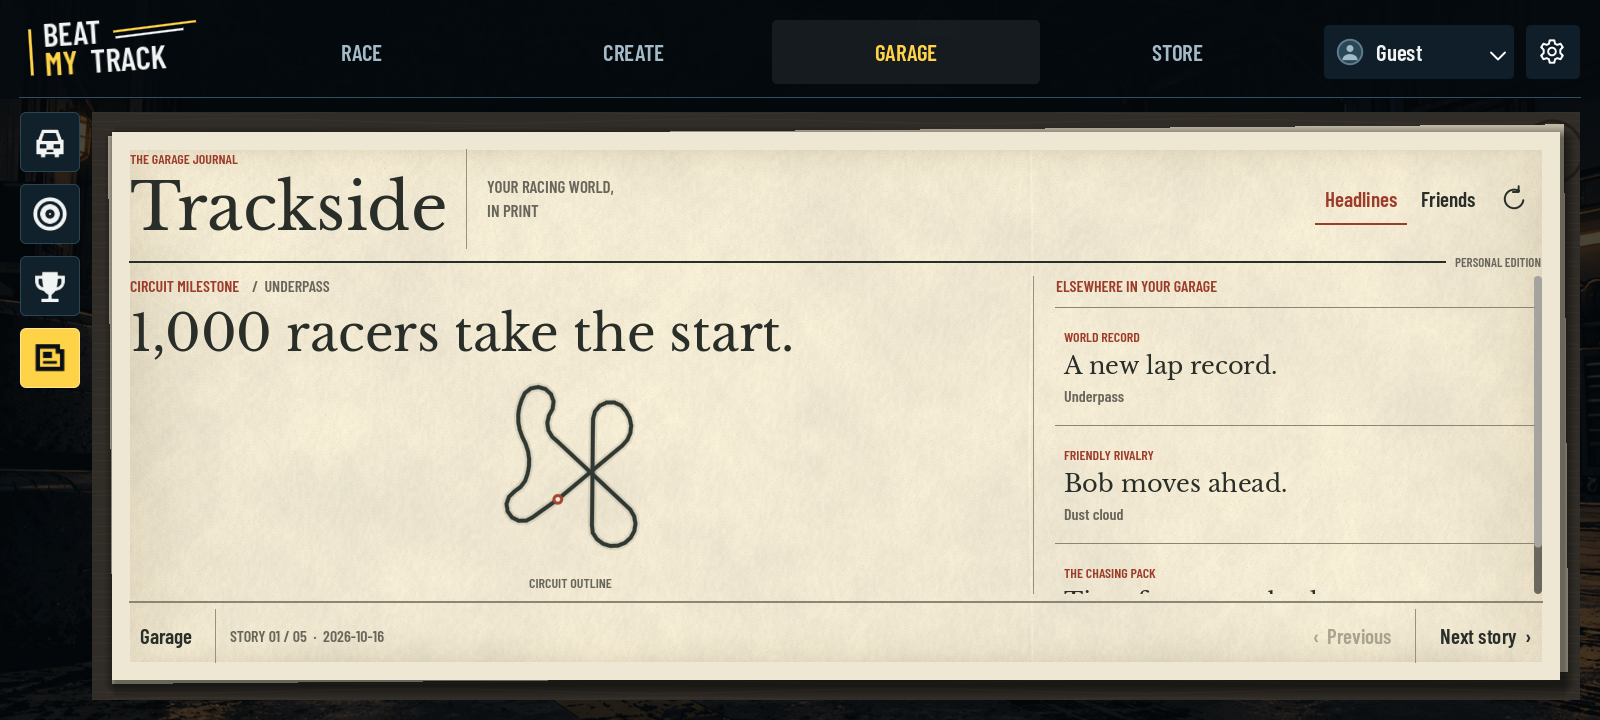 BEAT
MY TRACK
RACE
CREATE
GARAGE
STORE
Guest
THE GARAGE JOURNAL
Trackside
YOUR RACING WORLD,
IN PRINT
Headlines
Friends
PERSONAL EDITION
CIRCUIT MILESTONE / UNDERPASS
1,000 racers take the start.
CIRCUIT OUTLINE
ELSEWHERE IN YOUR GARAGE
WORLD RECORD
A new lap record.
Underpass
FRIENDLY RIVALRY
Bob moves ahead.
Dust cloud
THE CHASING PACK
Garage
STORY 01 / 05 · 2026-10-16
‹ Previous
Next story ›